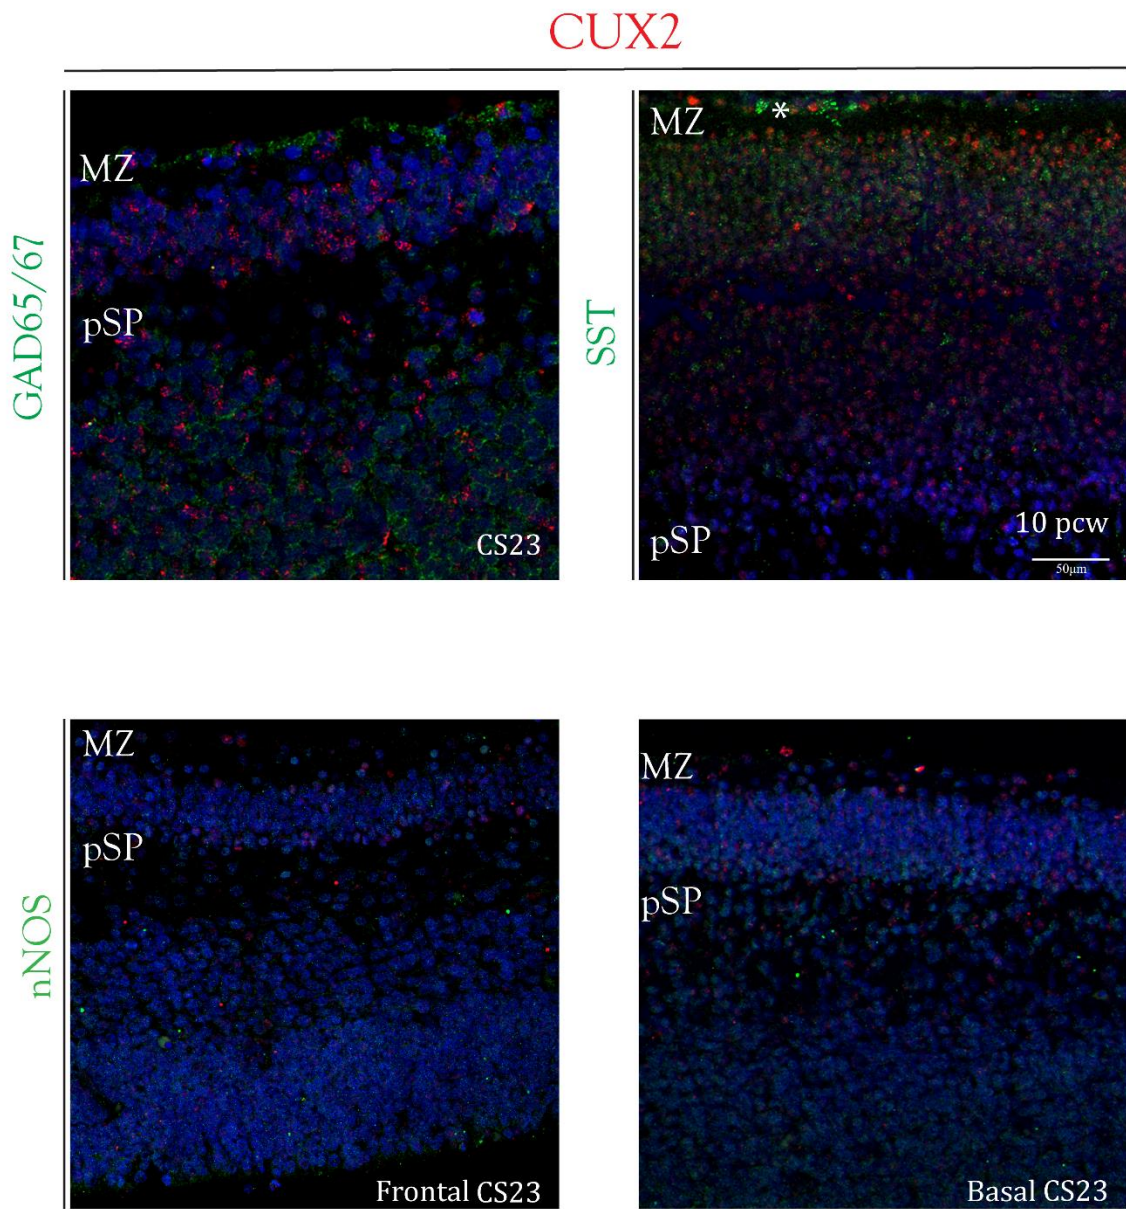 CUX2
GAD65/67
MZ
pSP
CS23
SST
MZ
*
pSP
10 pcw
50μm
nNOS
MZ
pSP
Frontal CS23
MZ
pSP
Basal CS23